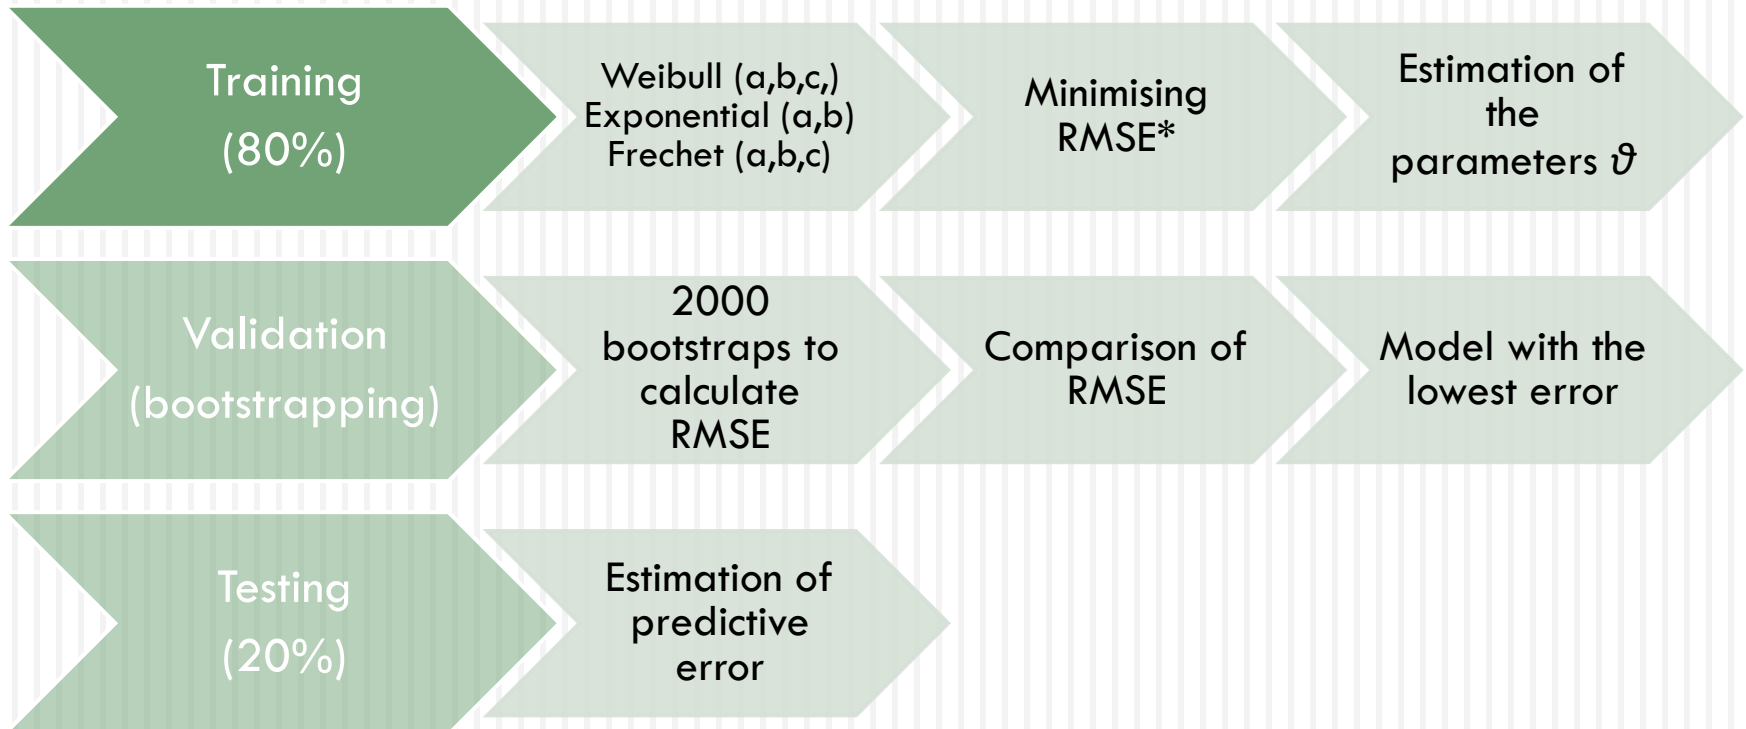 Training
(80%)
Weibull (a,b,c,)
Exponential (a,b)
Frechet (a,b,c)
Minimising
RMSE*
Estimation of
the
parameters ϑ
Validation
(bootstrapping)
2000
bootstraps to
calculate
RMSE
Comparison of
RMSE
Model with the
lowest error
Testing
(20%)
Estimation of
predictive
error